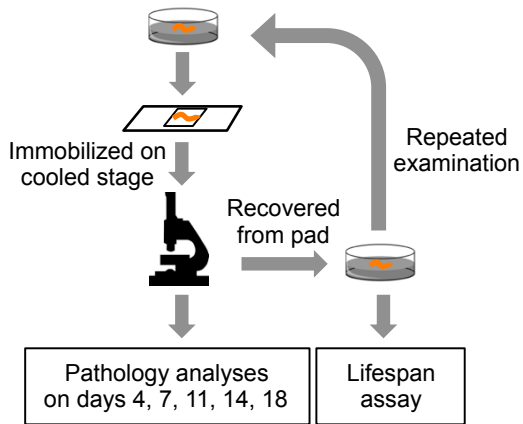 Immobilized on
cooled stage
Repeated
examination
Recovered
from pad
Pathology analyses
on days 4, 7, 11, 14, 18
Lifespan
assay